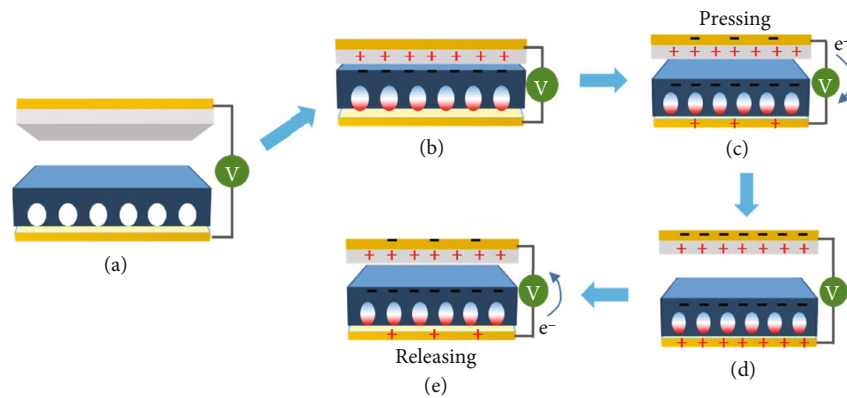 V
(a)
+ + + + + + +
- - - - - - -
V
(b)
Pressing
- - -
+ + + + + + +
e⁻
- - - - - - -
V
+ + +
(c)
- - - - - - -
+ + + + + + +
V
- - - - - - -
+ + + + + + +
(d)
- - -
+ + + + + + +
- - - - - - -
V
e⁻
+ + +
Releasing
(e)